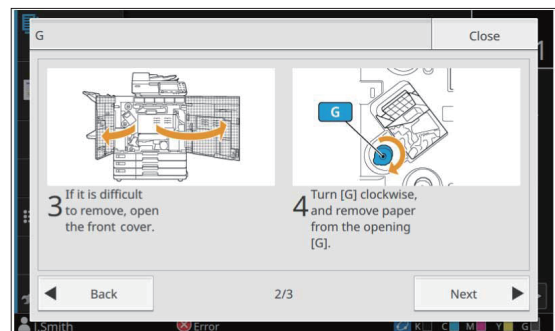 G
Close
1
G
3
If it is difficult
to remove, open
the front cover.
4
Turn [G] clockwise,
and remove paper
from the opening
[G].
Back
2/3
Next
I.Smith
Error
K
C
M
Y
G